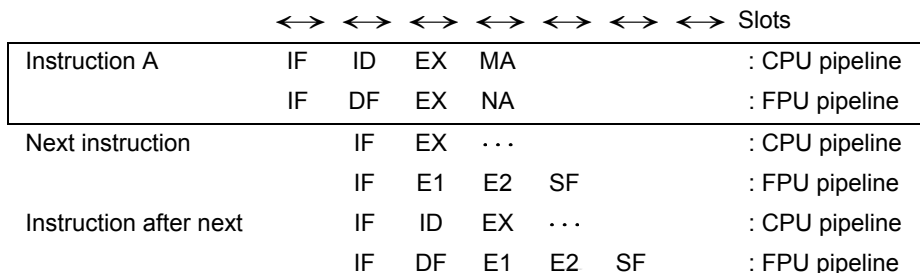 ←→ ←→ ←→ ←→ ←→ ←→ ←→ Slots
Instruction A IF ID EX MA : CPU pipeline
IF DF EX NA : FPU pipeline
Next instruction IF EX ··· : CPU pipeline
IF E1 E2 SF : FPU pipeline
Instruction after next IF ID EX ··· : CPU pipeline
IF DF E1 E2 SF : FPU pipeline